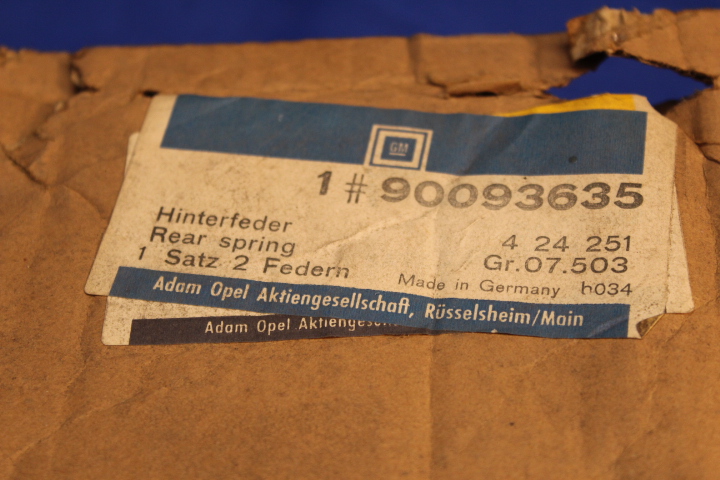 GM
1 # 90093635
Hinterfeder
Rear spring
1 Satz 2 Federn
4 24 251
Gr.07.503
Made in Germany h034
Adam Opel Aktiengesellschaft, Rüsselsheim/Main
Adam Opel Aktiengesell